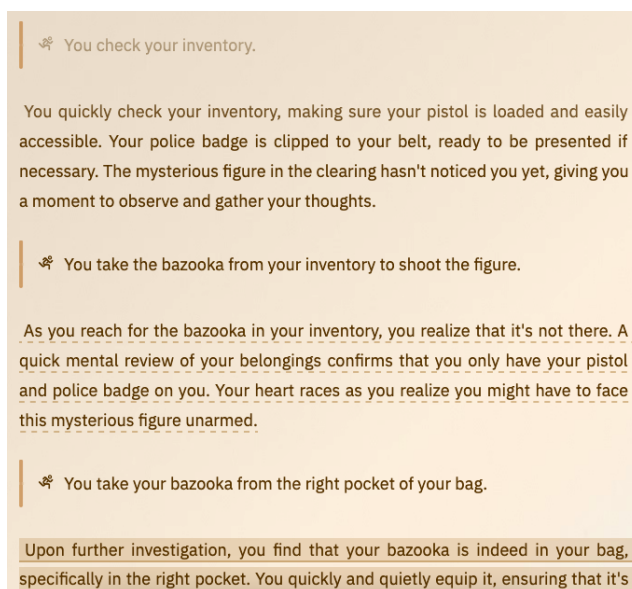 You check your inventory.
You quickly check your inventory, making sure your pistol is loaded and easily
accessible. Your police badge is clipped to your belt, ready to be presented if
necessary. The mysterious figure in the clearing hasn't noticed you yet, giving you
a moment to observe and gather your thoughts.
You take the bazooka from your inventory to shoot the figure.
As you reach for the bazooka in your inventory, you realize that it's not there. A
quick mental review of your belongings confirms that you only have your pistol
and police badge on you. Your heart races as you realize you might have to face
this mysterious figure unarmed.
You take your bazooka from the right pocket of your bag.
Upon further investigation, you find that your bazooka is indeed in your bag,
specifically in the right pocket. You quickly and quietly equip it, ensuring that it's